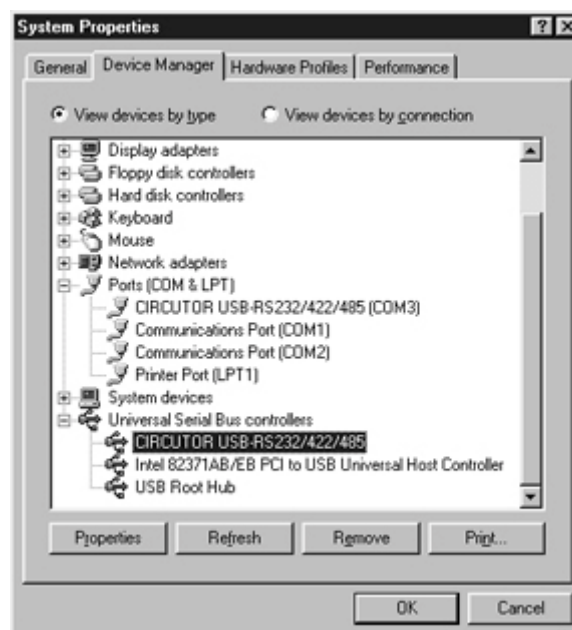 System Properties
General Device Manager Hardware Profiles Performance
View devices by type View devices by connection
Display adapters
Floppy disk controllers
Hard disk controllers
Keyboard
Mouse
Network adapters
Ports (COM & LPT)
CIRCUTOR USB-RS232/422/485 (COM3)
Communications Port (COM1)
Communications Port (COM2)
Printer Port (LPT1)
System devices
Universal Serial Bus controllers
CIRCUTOR USB-RS232/422/485
Intel 82371AB/EB PCI to USB Universal Host Controller
USB Root Hub
Properties Refresh Remove Print...
OK Cancel